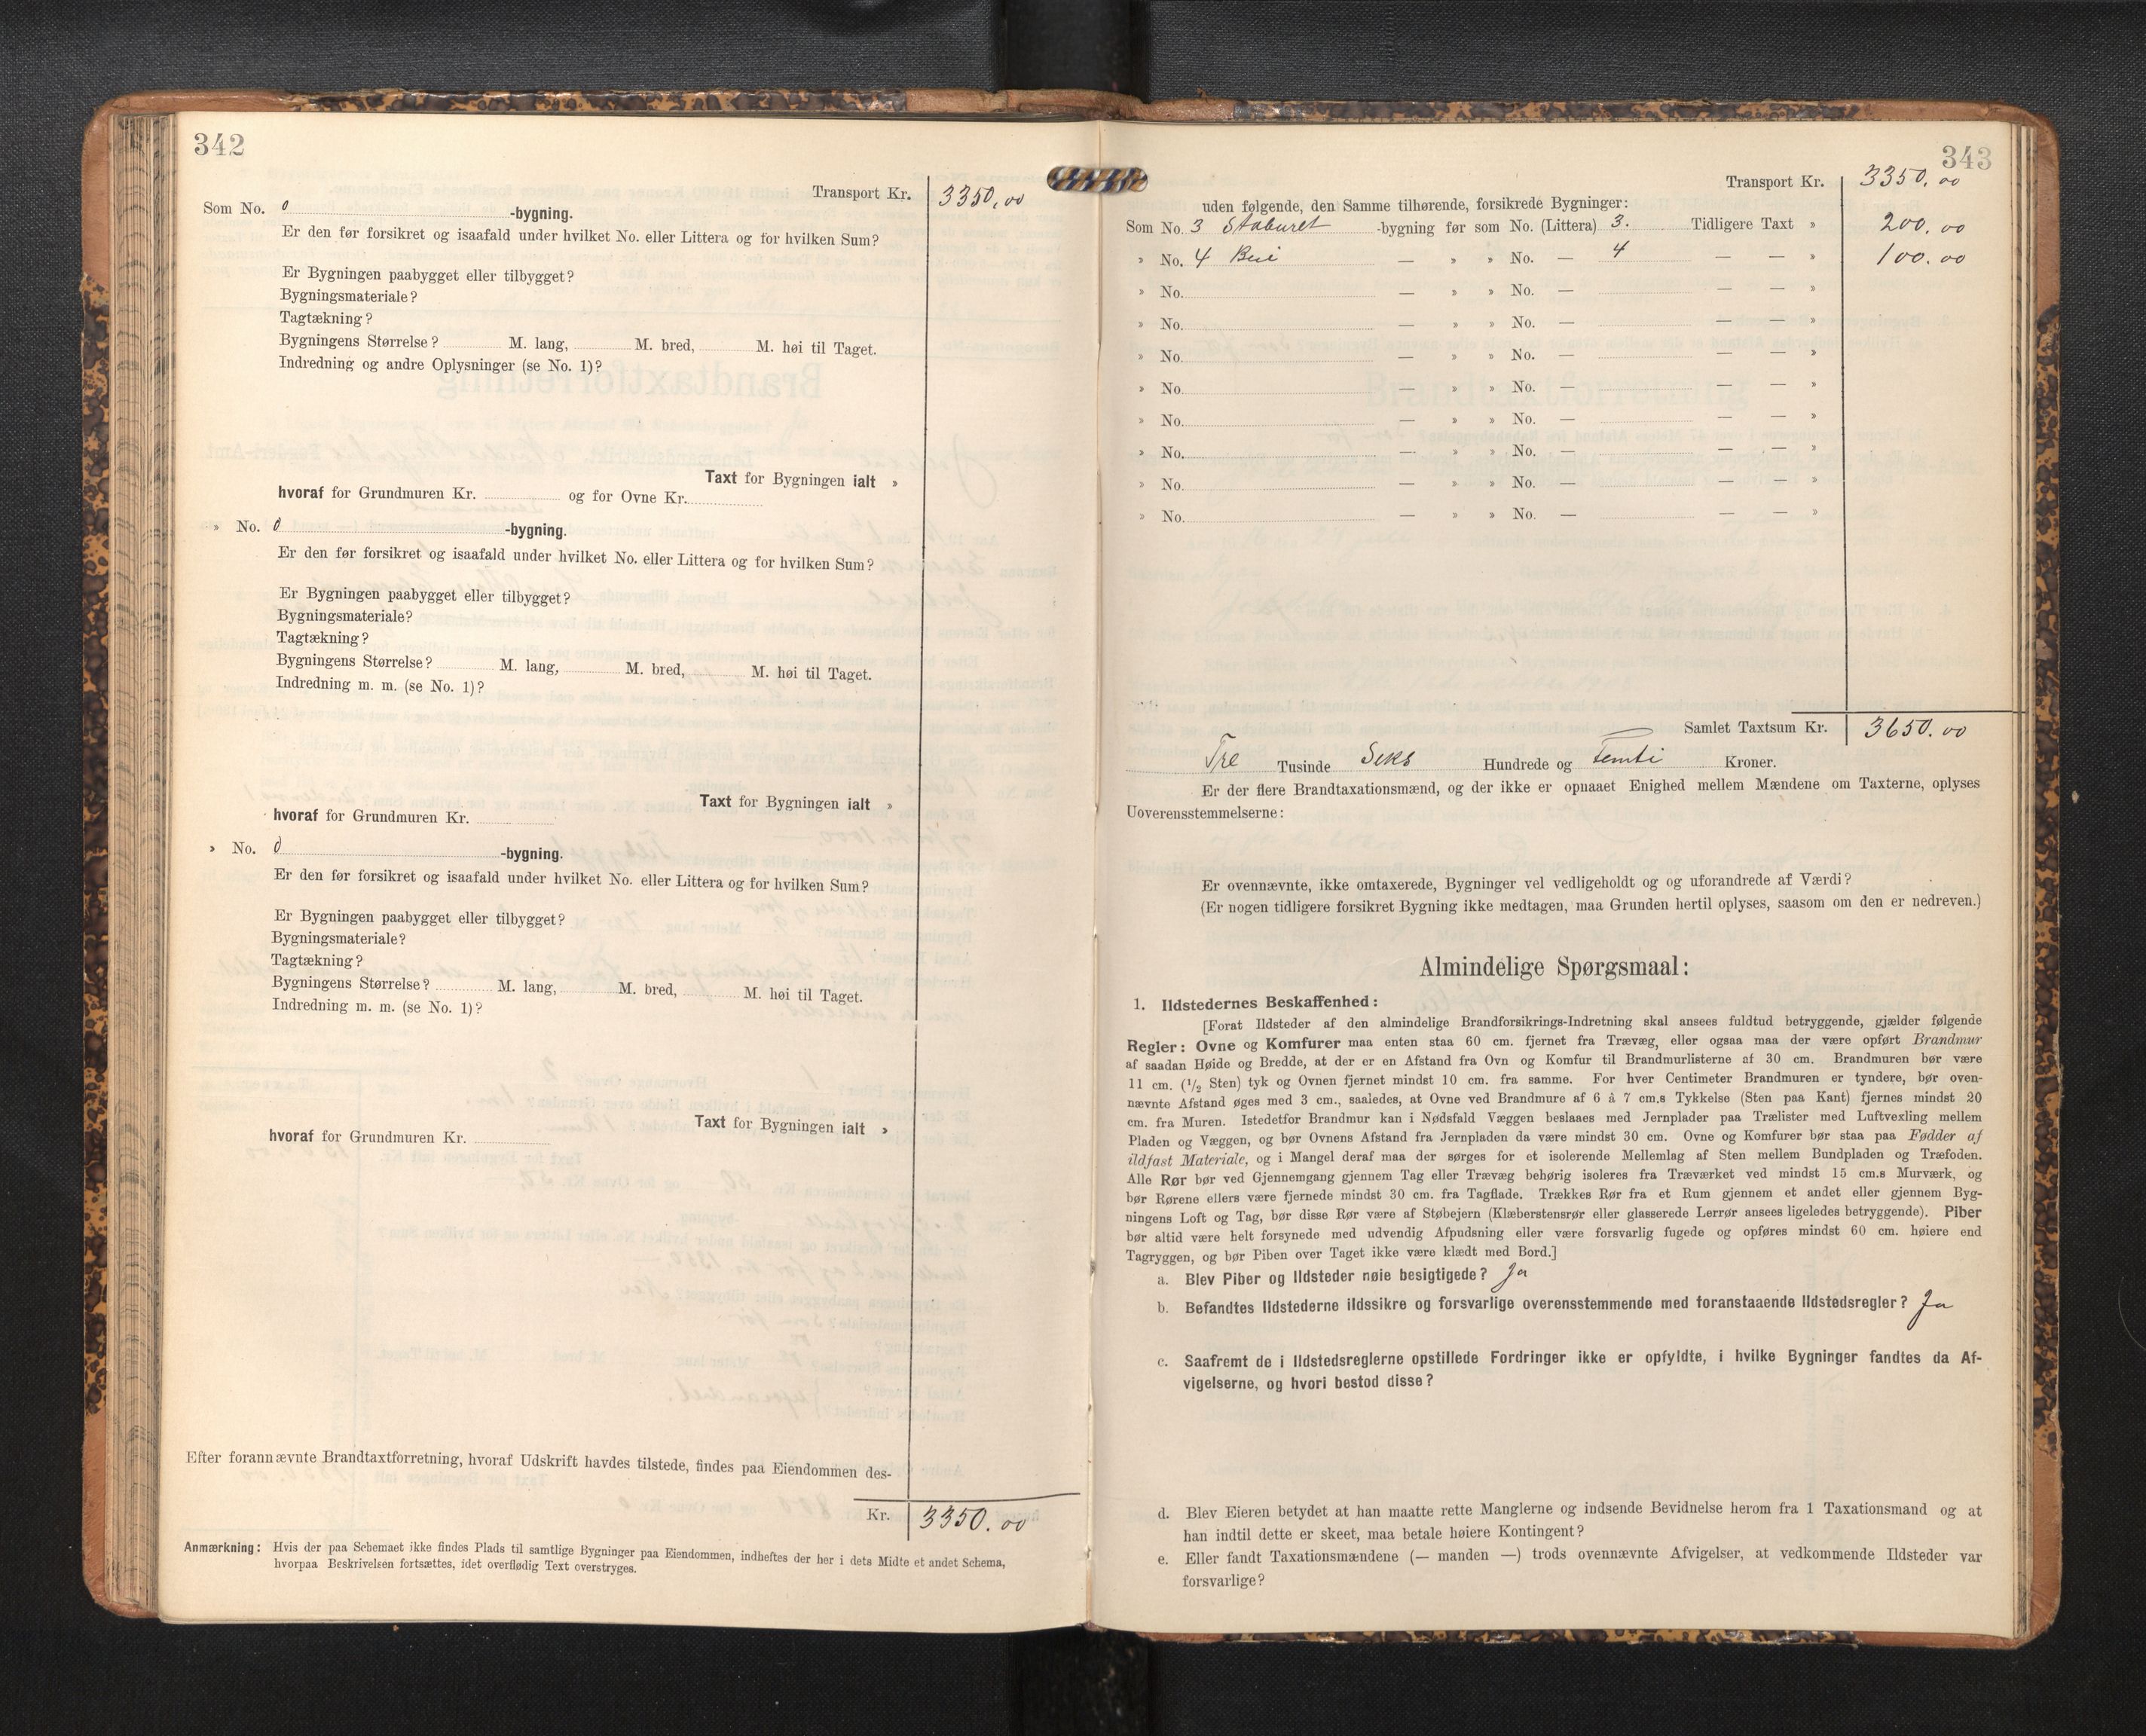 342
Transport Kr. 3350.00
Som No. 0 -bygning.
Er den før forsikret og isaafald under hvilket No. eller Littera og for hvilken Sum?
Er Bygningen paabygget eller tilbygget?
Bygningsmateriale?
Tagtækning?
Bygningens Størrelse? M. lang, M. bred, M. høi til Taget.
Indredning og andre Oplysninger (se No. 1)?
Taxt for Bygningen ialt »
hvoraf for Grundmuren Kr. og for Ovne Kr.
» No. 0 -bygning.
Er den før forsikret og isaafald under hvilket No. eller Littera og for hvilken Sum?
Er Bygningen paabygget eller tilbygget?
Bygningsmateriale?
Tagtækning?
Bygningens Størrelse? M. lang, M. bred, M. høi til Taget.
Indredning m. m. (se No. 1)?
Taxt for Bygningen ialt »
hvoraf for Grundmuren Kr.
» No. 0 -bygning.
Er den før forsikret og isaafald under hvilket No. eller Littera og for hvilken Sum?
Er Bygningen paabygget eller tilbygget?
Bygningsmateriale?
Tagtækning?
Bygningens Størrelse? M. lang, M. bred, M. høi til Taget.
Indredning m. m. (se No. 1)?
Taxt for Bygningen ialt »
hvoraf for Grundmuren Kr.
Efter forannævnte Brandtaxtforretning, hvoraf Udskrift havdes tilstede, findes paa Eiendommen des-
Kr. 3350.00
Anmærkning: Hvis der paa Schemaet ikke findes Plads til samtlige Bygninger paa Eiendommen, indheftes der her i dets Midte et andet Schema,
hvorpaa Beskrivelsen fortsættes, idet overflødig Text overstryges.
343
Transport Kr. 3350.00
uden følgende, den Samme tilhørende, forsikrede Bygninger:
Som No. 3 Staburet -bygning før som No. (Littera) 3. Tidligere Taxt » 200.00
» No. 4 — » » No. — 4 — — » 100.00
» No. — » » No. — — — »
» No. — » » No. — — — »
» No. — » » No. — — — »
» No. — » » No. — — — »
» No. — » » No. — — — »
» No. — » » No. — — — »
» No. — » » No. — — — »
» No. — » » No. — — — »
Samlet Taxtsum Kr. 3650.00
Tre Tusinde Seks Hundrede og Femti Kroner.
Er der flere Brandtaxationsmænd, og der ikke er opnaaet Enighed mellem Mændene om Taxterne, oplyses
Uoverensstemmelserne:
Er ovennævnte, ikke omtaxerede, Bygninger vel vedligeholdt og og uforandrede af Værdi?
(Er nogen tidligere forsikret Bygning ikke medtagen, maa Grunden hertil oplyses, saasom om den er nedreven.)
Almindelige Spørgsmaal:
1. Ildstedernes Beskaffenhed:
[Forat Ildsteder af den almindelige Brandforsikrings-Indretning skal ansees fuldtud betryggende, gjælder følgende
Regler: Ovne og Komfurer maa enten staa 60 cm. fjernet fra Trævæg, eller ogsaa maa der være opført Brandmur
af saadan Høide og Bredde, at der er en Afstand fra Ovn og Komfur til Brandmurlisterne af 30 cm. Brandmuren bør være
11 cm. (1/2 Sten) tyk og Ovnen fjernet mindst 10 cm. fra samme. For hver Centimeter Brandmuren er tyndere, bør oven-
nævnte Afstand øges med 3 cm., saaledes, at Ovne ved Brandmure af 6 à 7 cm.s Tykkelse (Sten paa Kant) fjernes mindst 20
cm. fra Muren. Istedetfor Brandmur kan i Nødsfald Væggen beslaaes med Jernplader paa Trælister med Luftvexling mellem
Pladen og Væggen, og bør Ovnens Afstand fra Jernpladen da være mindst 30 cm. Ovne og Komfurer bør staa paa Fødder af
ildfast Materiale, og i Mangel deraf maa der sørges for et isolerende Mellemlag af Sten mellem Bundpladen og Træfoden.
Alle Rør bør ved Gjennemgang gjennem Tag eller Trævæg behørig isoleres fra Træværket ved mindst 15 cm.s Murværk, og
bør Rørene ellers være fjernede mindst 30 cm. fra Tagflade. Trækkes Rør fra et Rum gjennem et andet eller gjennem Byg-
ningens Loft og Tag, bør disse Rør være af Støbejern (Klæberstensrør eller glasserede Lerrør ansees ligeledes betryggende). Piber
bør altid være helt forsynede med udvendig Afpudsning eller være forsvarlig fugede og opføres mindst 60 cm. høiere end
Tagryggen, og bør Piben over Taget ikke være klædt med Bord.]
a. Blev Piber og Ildsteder nøie besigtigede? Ja
b. Befandtes Ildstederne ildssikre og forsvarlige overensstemmende med foranstaaende Ildstedsregler? Ja
c. Saafremt de i Ildstedsreglerne opstillede Fordringer ikke er opfyldte, i hvilke Bygninger fandtes da Af-
vigelserne, og hvori bestod disse?
d. Blev Eieren betydet at han maatte rette Manglerne og indsende Bevidnelse herom fra 1 Taxationsmand og at
han indtil dette er skeet, maa betale høiere Kontingent?
e. Eller fandt Taxationsmændene (— manden —) trods ovennævnte Afvigelser, at vedkommende Ildsteder var
forsvarlige?